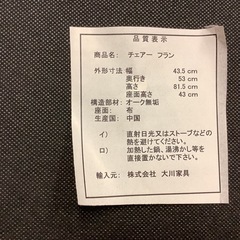 品質表示
商品名: チェアー フラン
外形寸法 幅 43.5 cm
奥行き 53 cm
高さ 81.5 cm
座面高さ 43 cm
構造部材: オーク無垢
座面: 布
生産国: 中国
イ) 直射日光又はストーブなどの
熱を避けてください。
ロ) 加熱した鍋、湯沸かし等を
直接置かないで下さい。
輸入元: 株式会社 大川家具